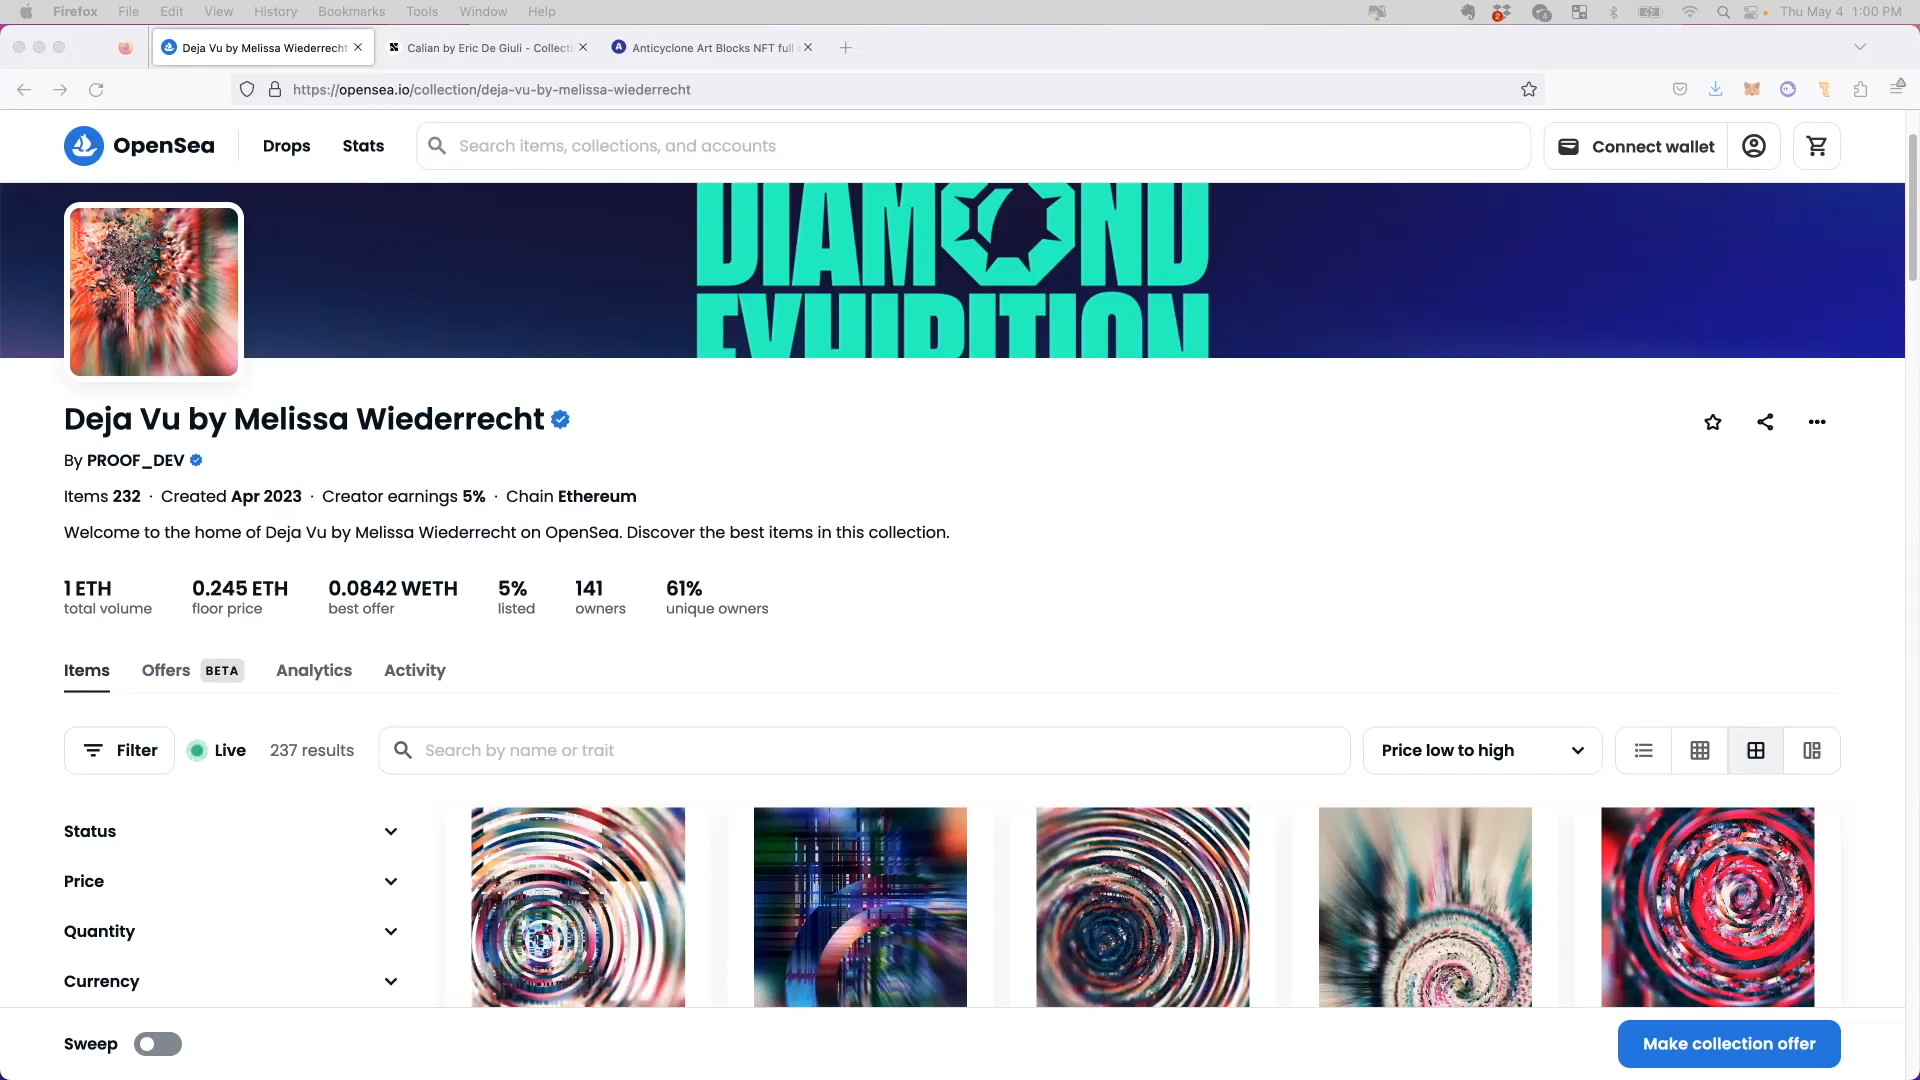 Firefox File Edit View History Bookmarks Tools Window Help Thu May 4 1:00 PM
Deja Vu by Melissa Wiederrecht Calian by Eric De Giuli - Collecti Anticyclone Art Blocks NFT full
https://opensea.io/collection/deja-vu-by-melissa-wiederrecht
OpenSea Drops Stats Search items, collections, and accounts Connect wallet
DIAMOND
EXHIBITION
Deja Vu by Melissa Wiederrecht
By PROOF_DEV
Items 232 · Created Apr 2023 · Creator earnings 5% · Chain Ethereum
Welcome to the home of Deja Vu by Melissa Wiederrecht on OpenSea. Discover the best items in this collection.
1 ETH 0.245 ETH 0.0842 WETH 5% 141 61%
total volume floor price best offer listed owners unique owners
Items Offers BETA Analytics Activity
Filter Live 237 results Search by name or trait Price low to high
Status
Price
Quantity
Currency
Sweep Make collection offer